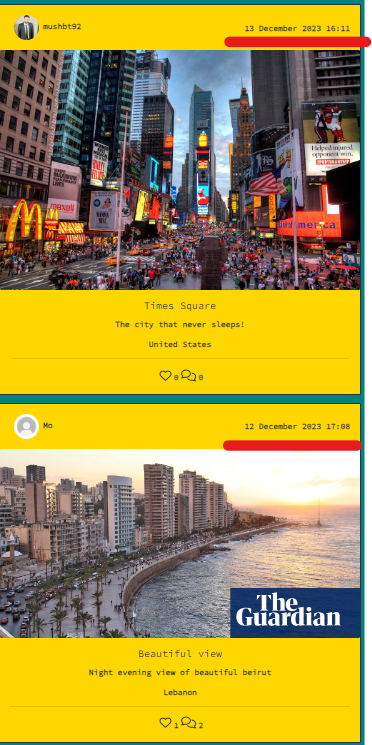 mushbt92
13 December 2023 16:11
Helped injured
opponent win.
america
Times Square
The city that never sleeps!
United States
0 0
Mo
12 December 2023 17:08
The
Guardian
Beautiful view
Night evening view of beautiful beirut
Lebanon
1 2